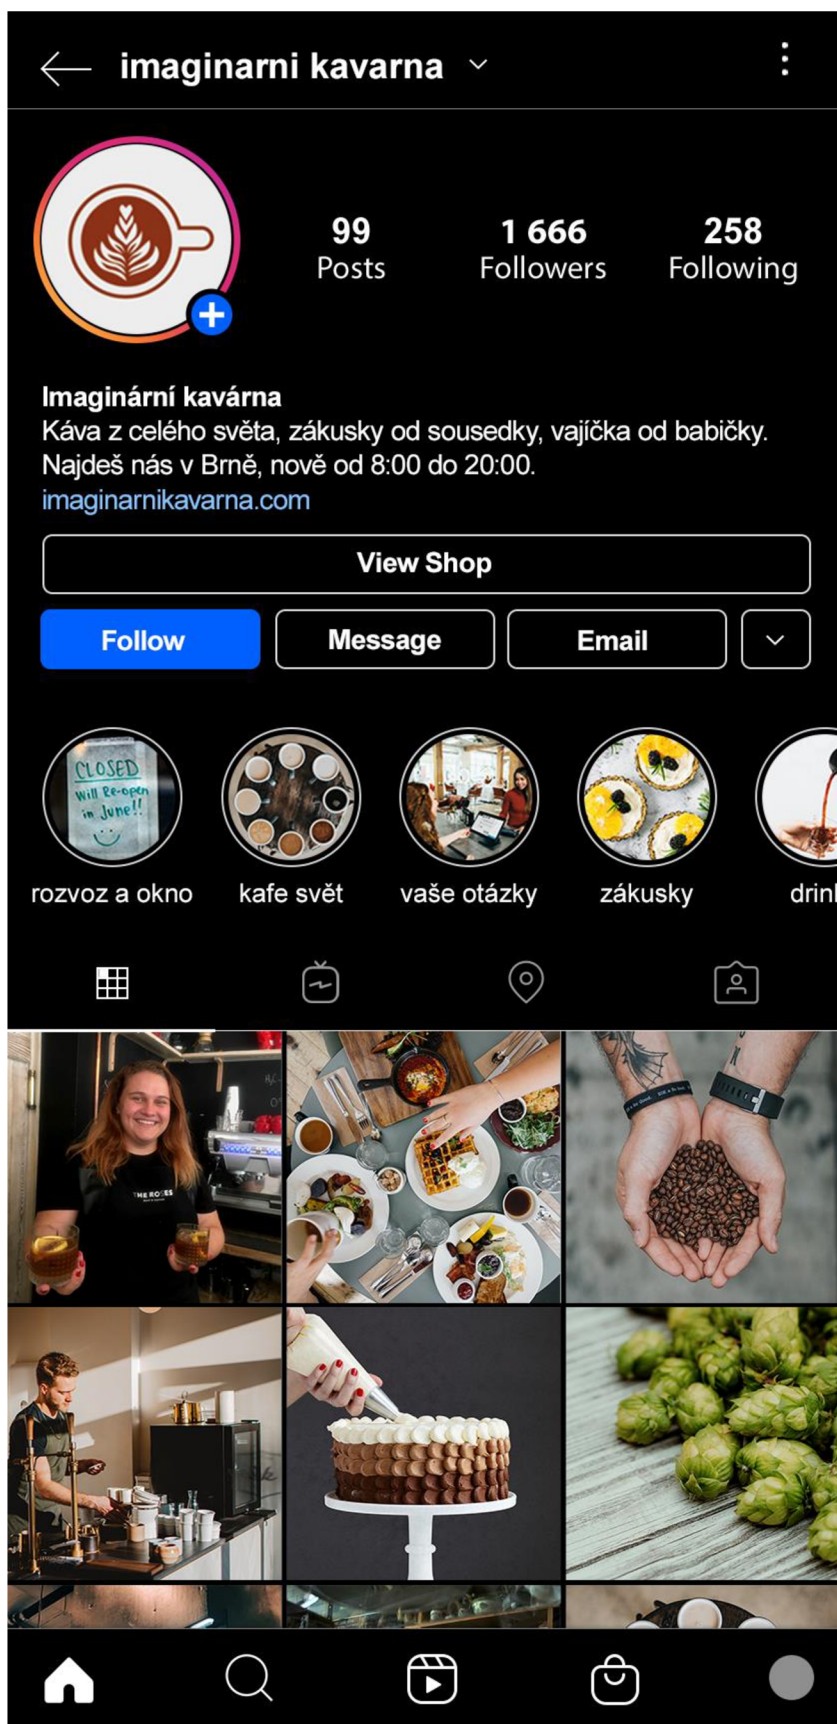 imaginarni kavarna
99
Posts
1 666
Followers
258
Following
Imaginární kavárna
Káva z celého světa, zákusky od sousedky, vajíčka od babičky.
Najdeš nás v Brně, nově od 8:00 do 20:00.
imaginarnikavarna.com
View Shop
Follow
Message
Email
CLOSED
Will Re-open
in June!!
rozvoz a okno
kafe svět
vaše otázky
zákusky
drin
THE ROSES